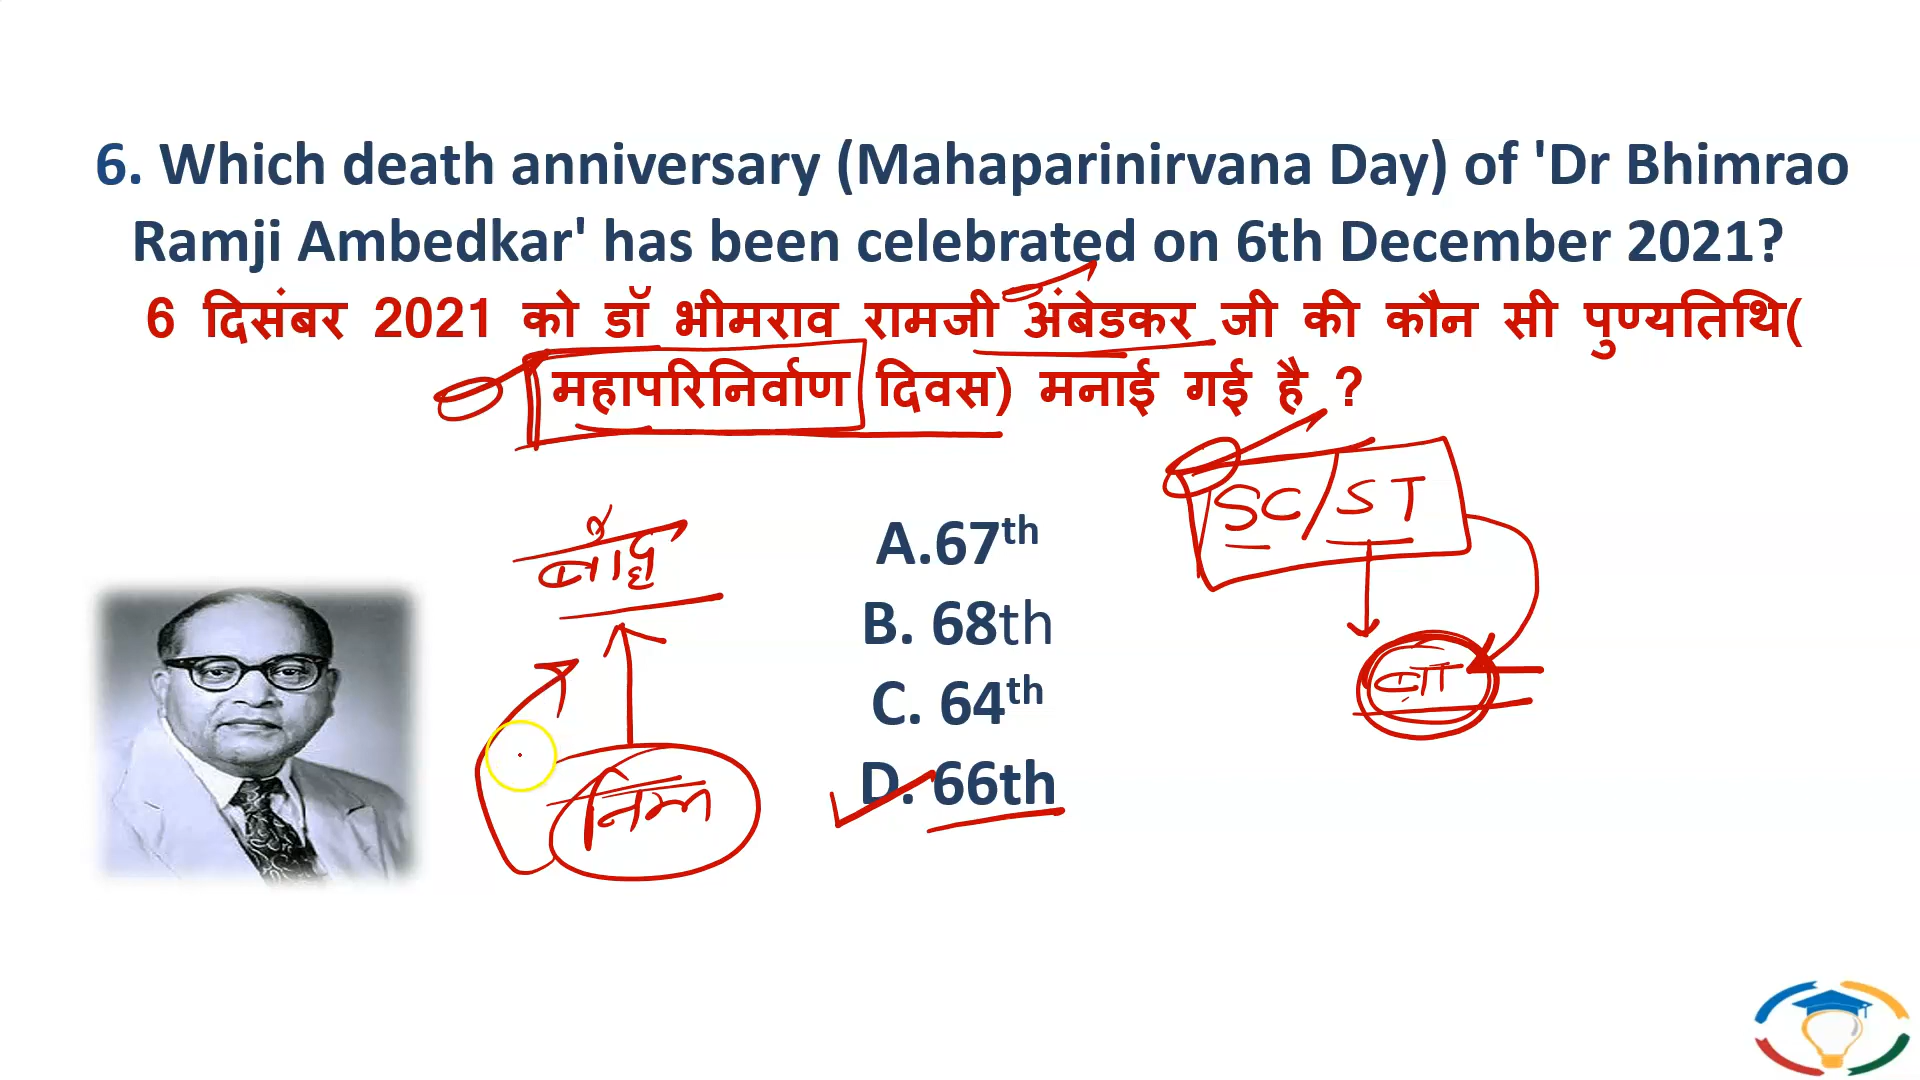 6. Which death anniversary (Mahaparinirvana Day) of 'Dr Bhimrao
Ramji Ambedkar' has been celebrated on 6th December 2021?
6 दिसंबर 2021 को डॉ भीमराव रामजी अंबेडकर जी की कौन सी पुण्यतिथि(
महापरिनिर्वाण दिवस) मनाई गई है ?
SC/ST
A.67th
B. 68th
C. 64th
D. 66th